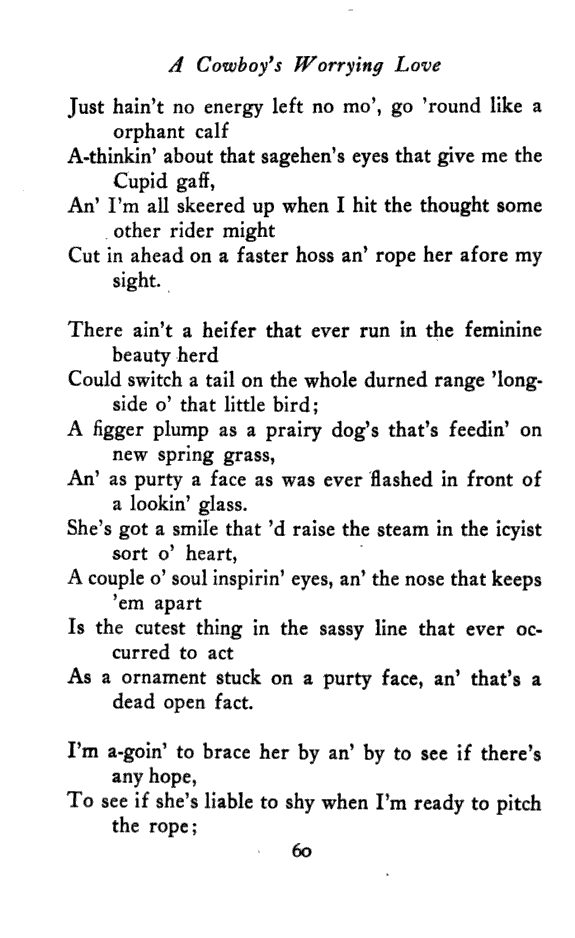 A Cowboy's Worrying Love
Just hain't no energy left no mo', go 'round like a
orphant calf
A-thinkin' about that sagehen's eyes that give me the
Cupid gaff,
An' I'm all skeered up when I hit the thought some
other rider might
Cut in ahead on a faster hoss an' rope her afore my
sight.
There ain't a heifer that ever run in the feminine
beauty herd
Could switch a tail on the whole durned range 'long-
side o' that little bird;
A figger plump as a prairy dog's that's feedin' on
new spring grass,
An' as purty a face as was ever flashed in front of
a lookin' glass.
She's got a smile that 'd raise the steam in the icyist
sort o' heart,
A couple o' soul inspirin' eyes, an' the nose that keeps
'em apart
Is the cutest thing in the sassy line that ever oc-
curred to act
As a ornament stuck on a purty face, an' that's a
dead open fact.
I'm a-goin' to brace her by an' by to see if there's
any hope,
To see if she's liable to shy when I'm ready to pitch
the rope;
60